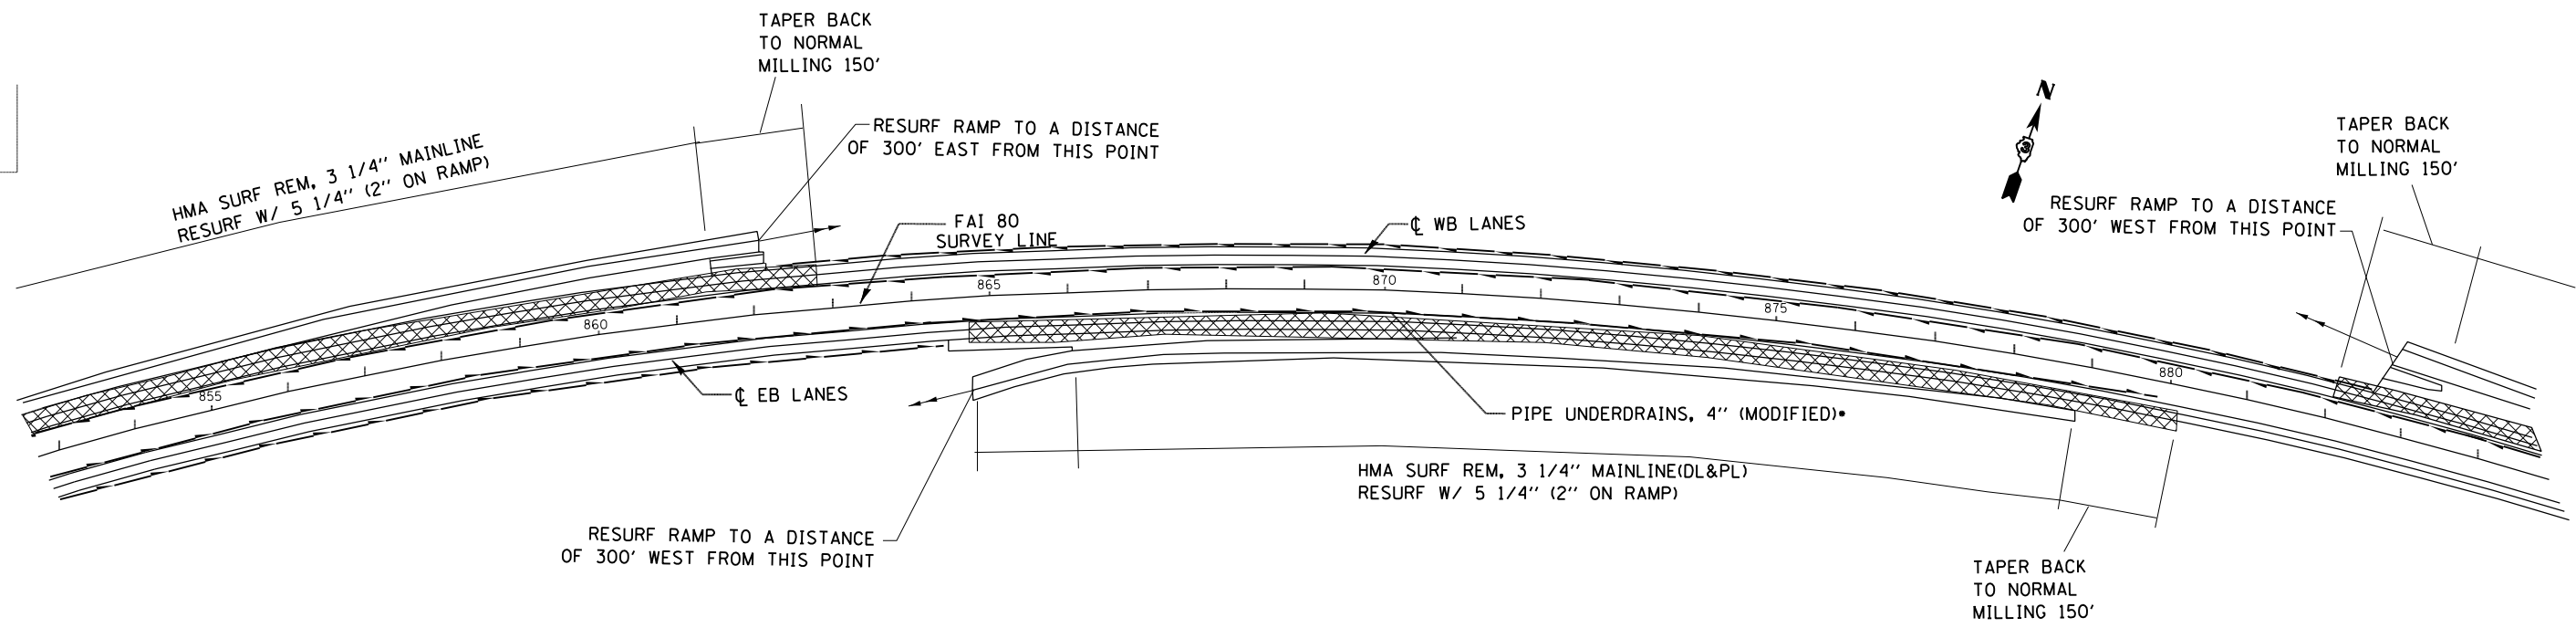 TAPER BACK
TO NORMAL
MILLING 150'
HMA SURF REM, 3 1/4'' MAINLINE
RESURF W/ 5 1/4'' (2'' ON RAMP)
RESURF RAMP TO A DISTANCE
OF 300' EAST FROM THIS POINT
FAI 80
SURVEY LINE
℄ WB LANES
N
3
TAPER BACK
TO NORMAL
MILLING 150'
RESURF RAMP TO A DISTANCE
OF 300' WEST FROM THIS POINT
855
860
865
870
875
880
℄ EB LANES
PIPE UNDERDRAINS, 4'' (MODIFIED)*
HMA SURF REM, 3 1/4'' MAINLINE(DL&PL)
RESURF W/ 5 1/4'' (2'' ON RAMP)
RESURF RAMP TO A DISTANCE
OF 300' WEST FROM THIS POINT
TAPER BACK
TO NORMAL
MILLING 150'